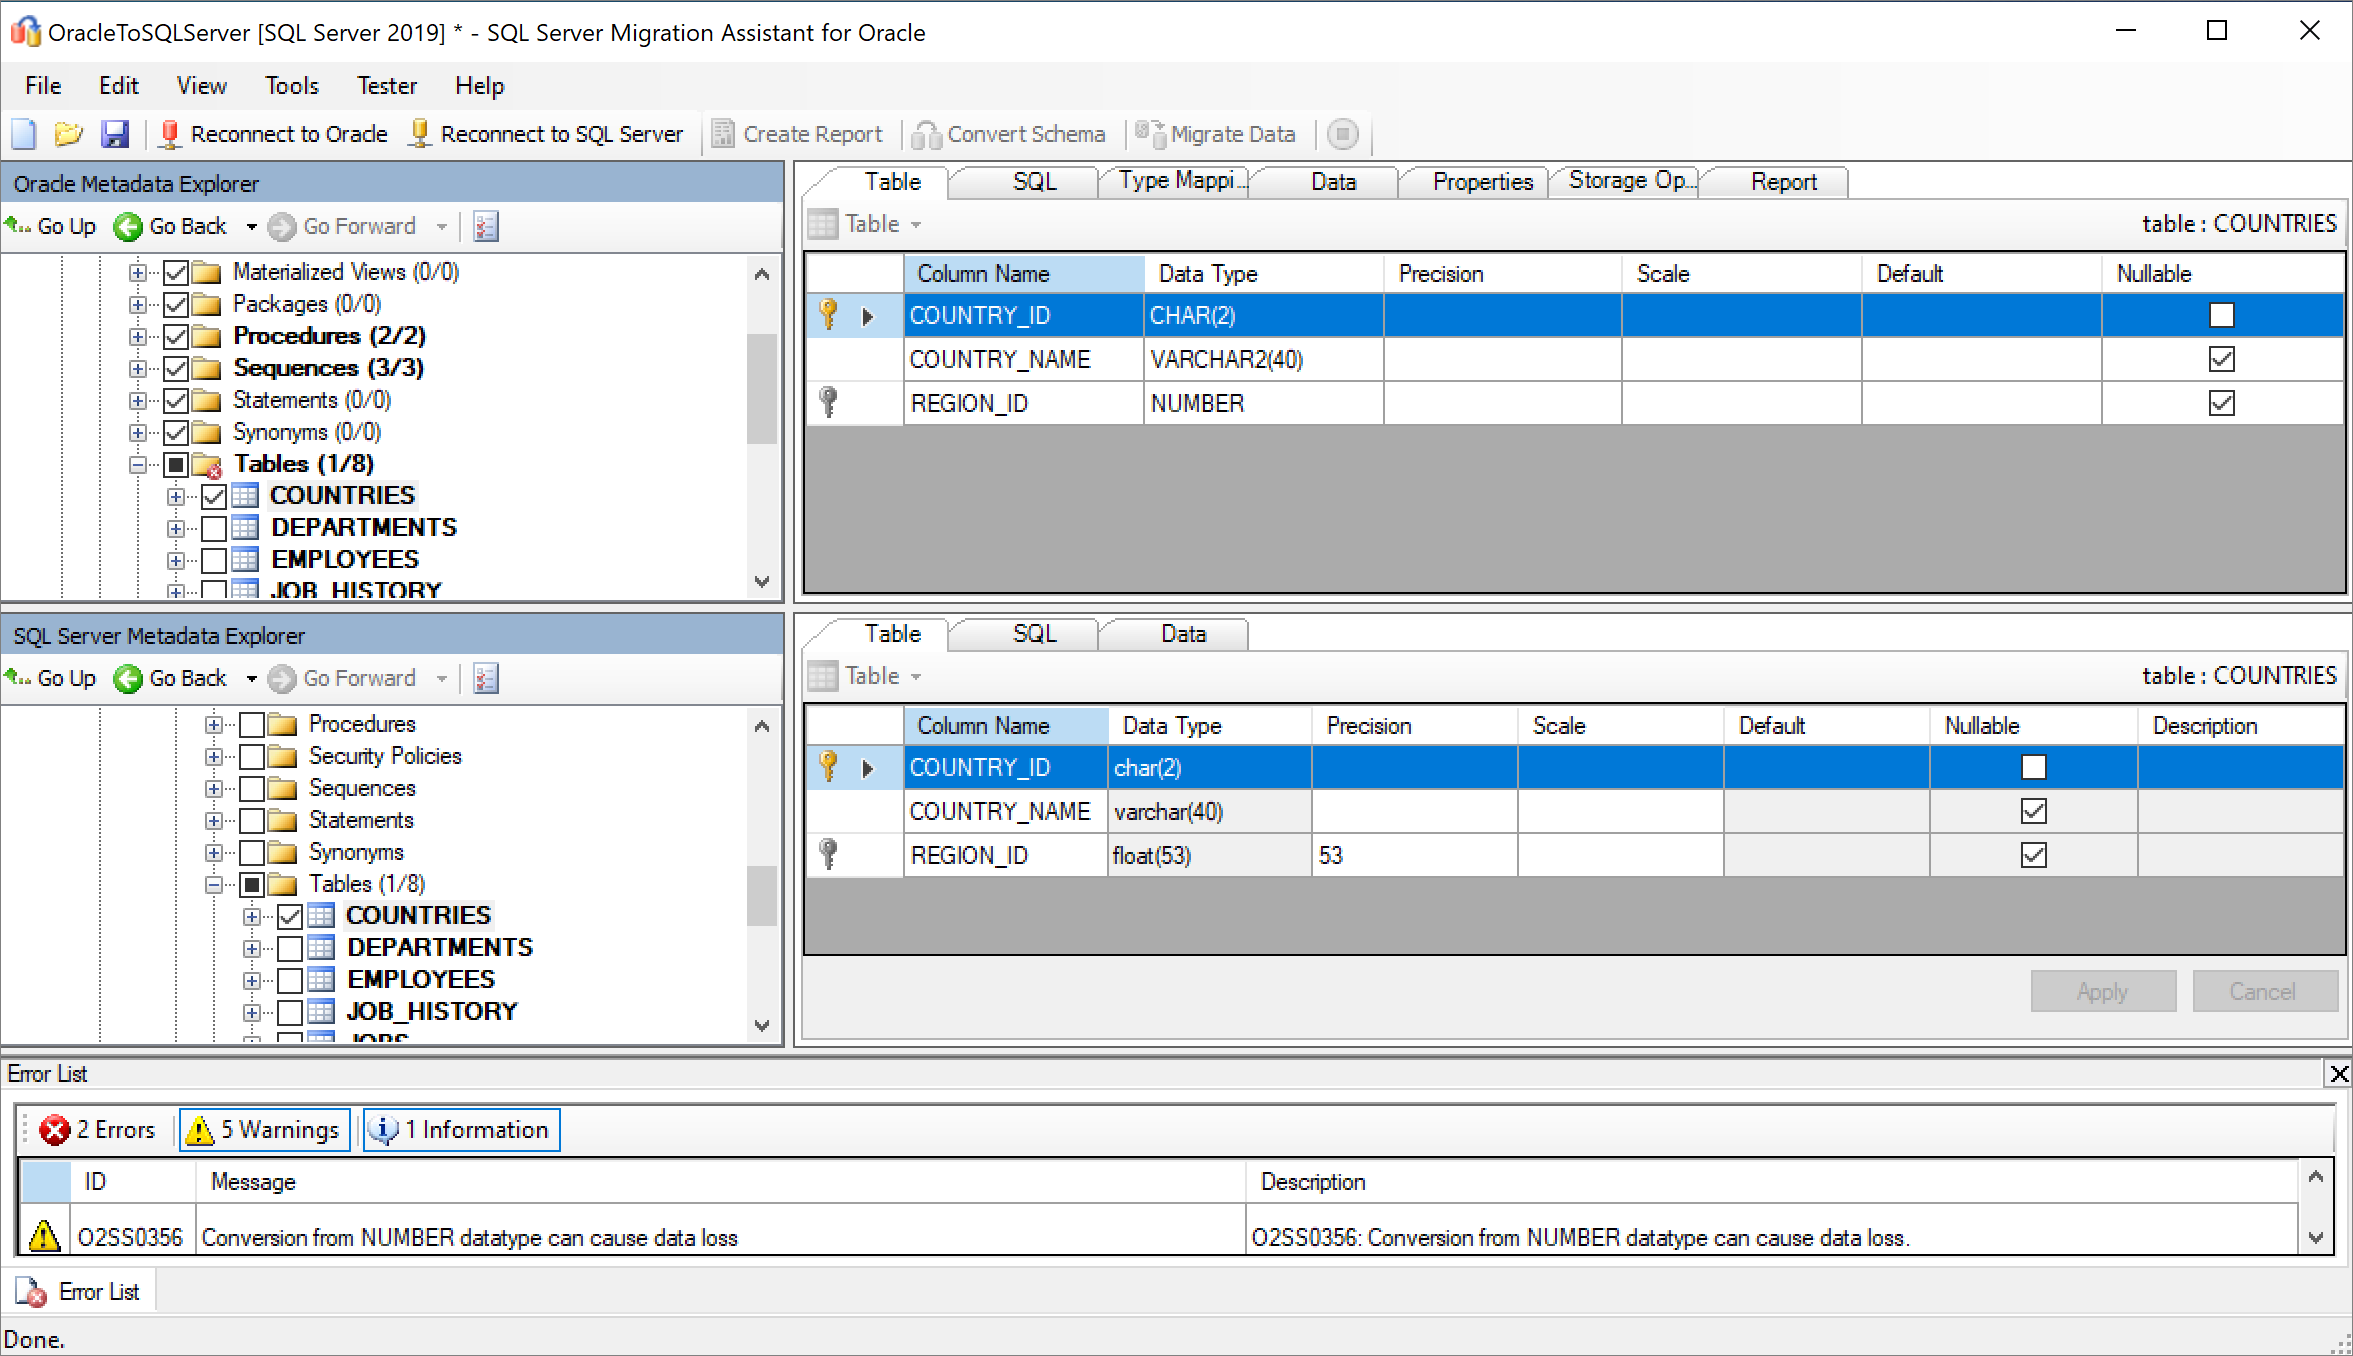 OracleToSQLServer [SQL Server 2019] * - SQL Server Migration Assistant for Oracle
File Edit View Tools Tester Help
Reconnect to Oracle Reconnect to SQL Server Create Report Convert Schema Migrate Data
Oracle Metadata Explorer
Go Up Go Back Go Forward
Materialized Views (0/0)
Packages (0/0)
Procedures (2/2)
Sequences (3/3)
Statements (0/0)
Synonyms (0/0)
Tables (1/8)
COUNTRIES
DEPARTMENTS
EMPLOYEES
JOB_HISTORY
Table SQL Type Mappi... Data Properties Storage Op... Report
Table table : COUNTRIES
Column Name Data Type Precision Scale Default Nullable
COUNTRY_ID CHAR(2)
COUNTRY_NAME VARCHAR2(40)
REGION_ID NUMBER
SQL Server Metadata Explorer
Go Up Go Back Go Forward
Procedures
Security Policies
Sequences
Statements
Synonyms
Tables (1/8)
COUNTRIES
DEPARTMENTS
EMPLOYEES
JOB_HISTORY
JOBS
Table SQL Data
Table table : COUNTRIES
Column Name Data Type Precision Scale Default Nullable Description
COUNTRY_ID char(2)
COUNTRY_NAME varchar(40)
REGION_ID float(53) 53
Apply Cancel
Error List
2 Errors 5 Warnings 1 Information
ID Message Description
O2SS0356 Conversion from NUMBER datatype can cause data loss O2SS0356: Conversion from NUMBER datatype can cause data loss.
Error List
Done.